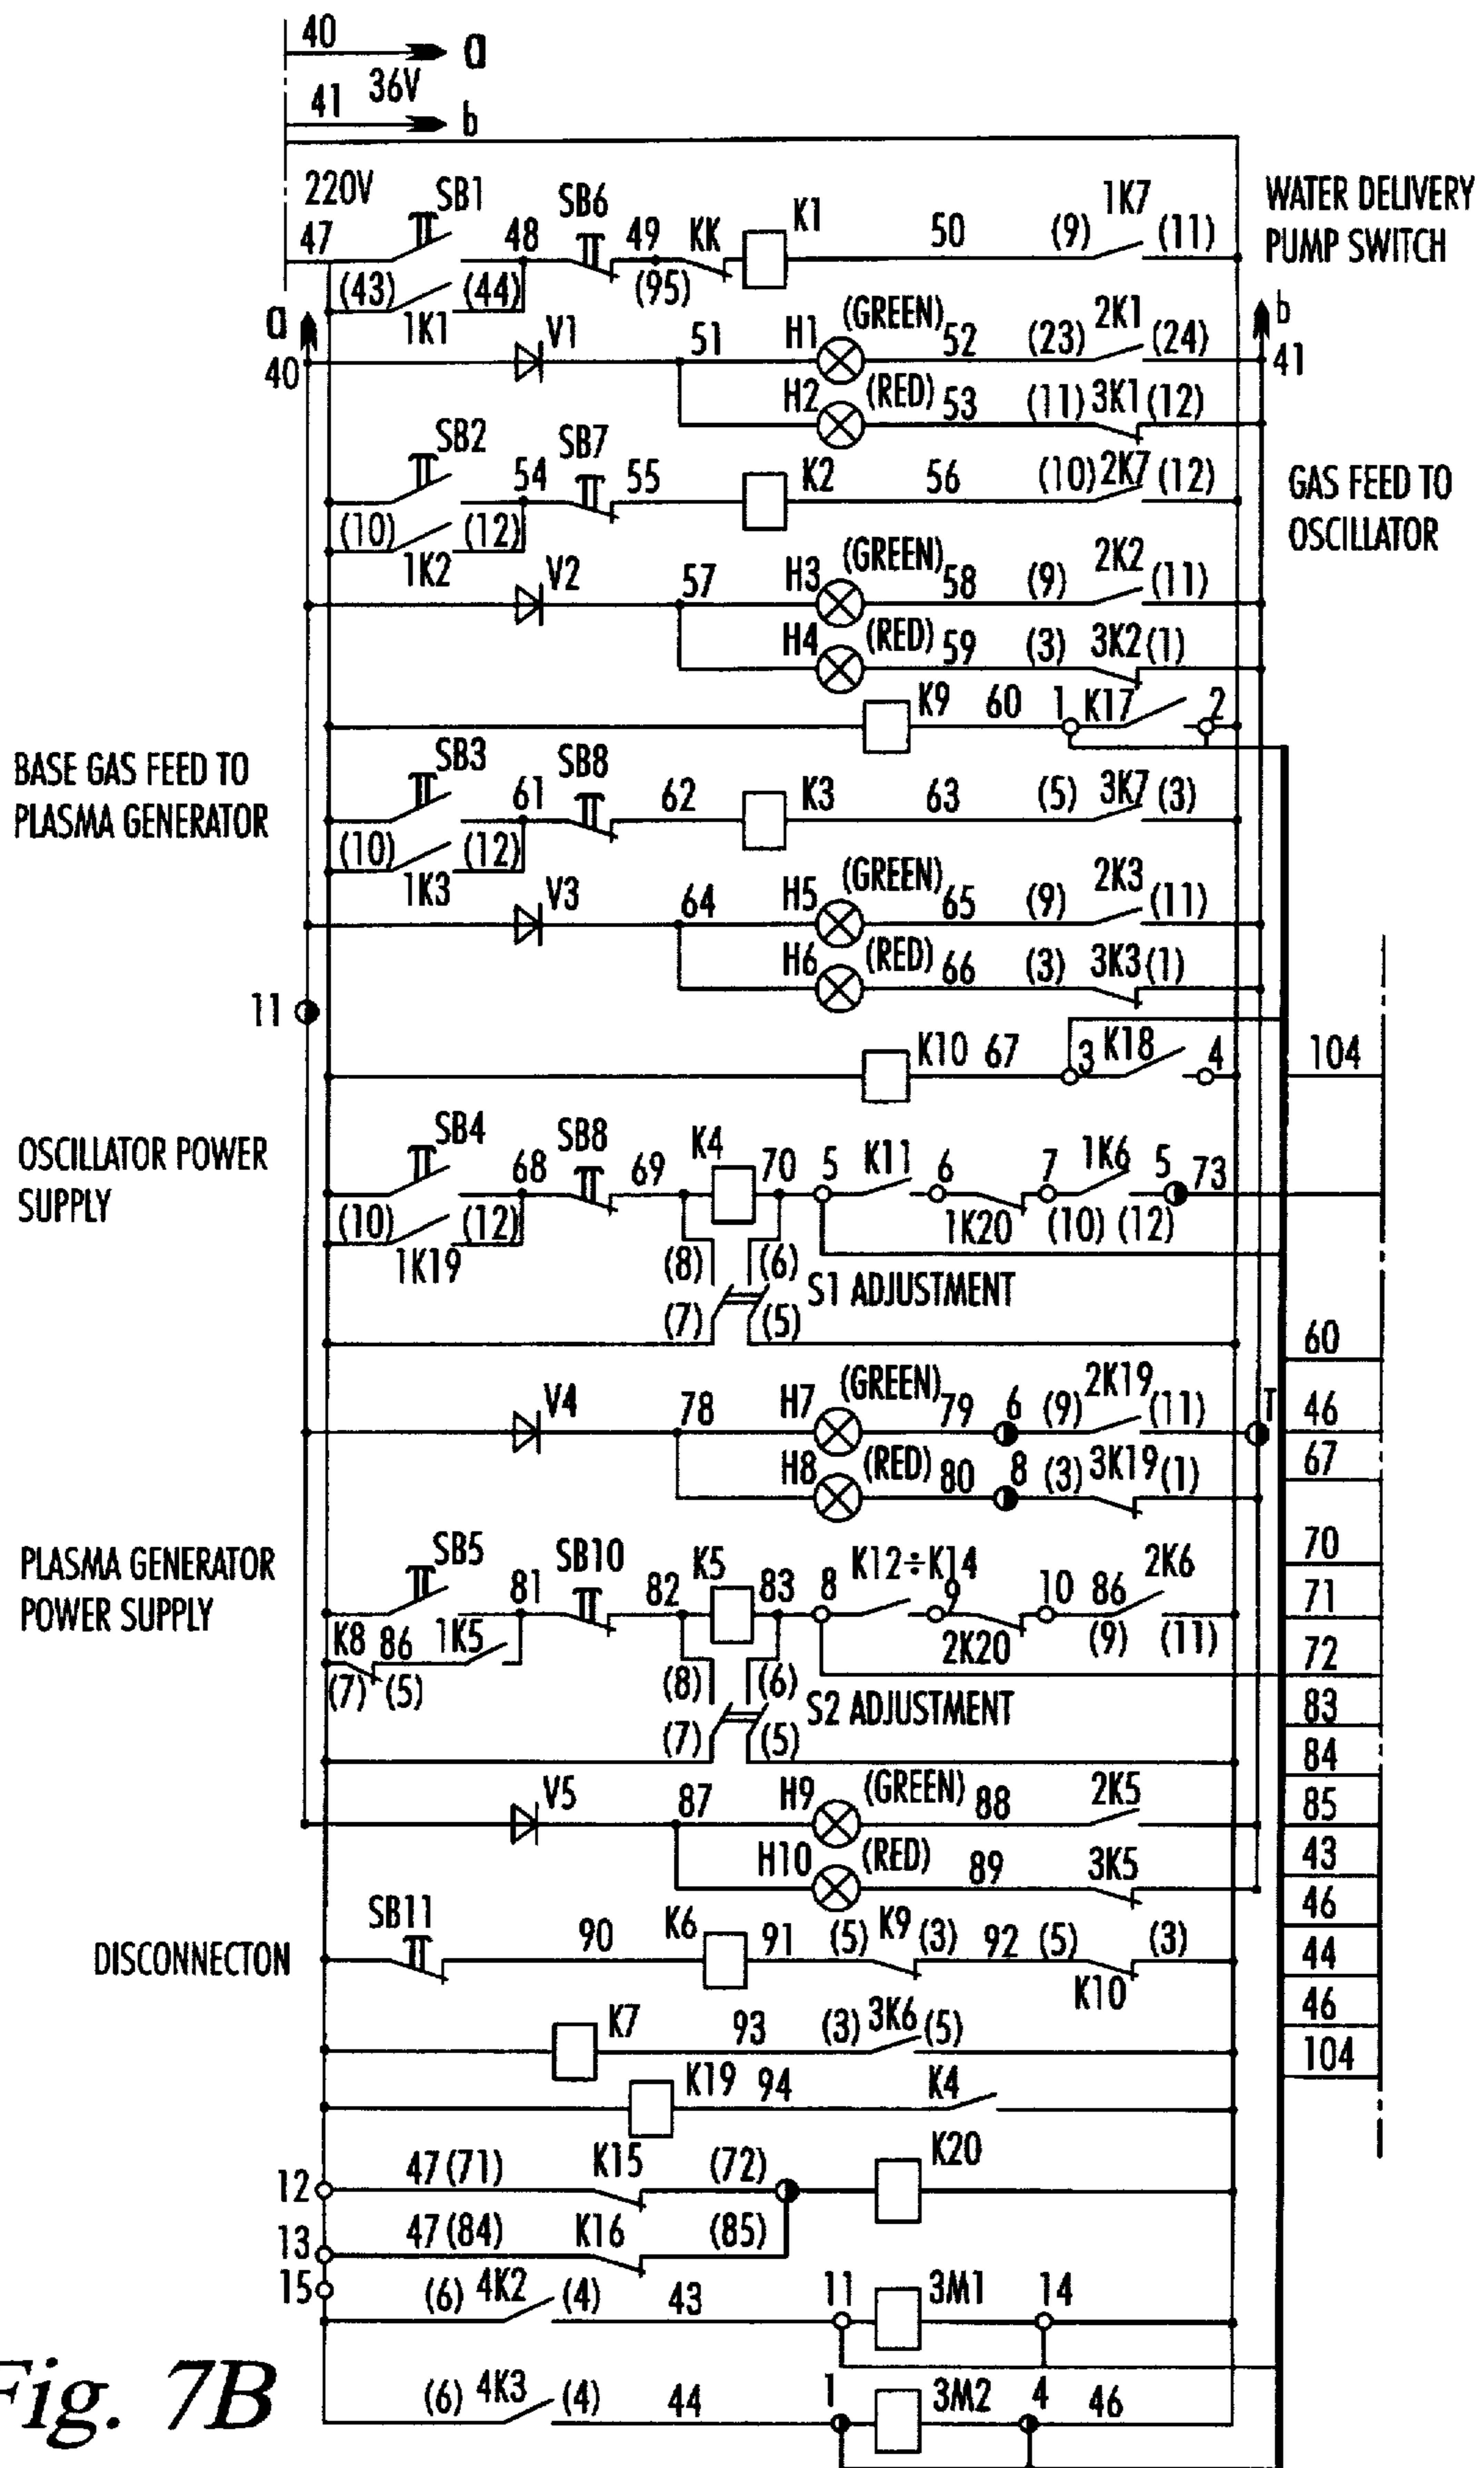 40 a
36V
41 b
220V SB1 SB6 K1 1K7 WATER DELIVERY
PUMP SWITCH
47 48 49 KK 50 (9) (11)
(43) (44) (95)
a 1K1 V1 51 H1 (GREEN) 52 (23) 2K1 (24) b
40 41
H2 (RED) 53 (11) 3K1 (12)
SB2 SB7 K2 GAS FEED TO
OSCILLATOR
54 55 56 (10) 2K7 (12)
(10) (12)
1K2 V2 57 H3 (GREEN) 58 (9) 2K2 (11)
H4 (RED) 59 (3) 3K2 (1)
K9 60 1 K17 2
BASE GAS FEED TO
PLASMA GENERATOR
SB3 SB8 K3
61 62 63 (5) 3K7 (3)
(10) (12)
1K3 V3 64 H5 (GREEN) 65 (9) 2K3 (11)
H6 (RED) 66 (3) 3K3 (1)
11
K10 67 3 K18 4 104
OSCILLATOR POWER
SUPPLY
SB4 SB8 K4
68 69 70 5 K11 6 7 1K6 5 73
(10) (12) 1K20 (10) (12)
1K19 (8) (6)
S1 ADJUSTMENT
(7) (5)
60
V4 78 H7 (GREEN) 79 6 (9) 2K19 (11) T 46
H8 (RED) 80 8 (3) 3K19 (1) 67
PLASMA GENERATOR
POWER SUPPLY
SB5 SB10 K5 K12÷K14 2K6 70
81 82 83 8 9 10 86 71
K8 86 1K5 2K20 (9) (11) 72
(7) (5) (8) (6)
S2 ADJUSTMENT 83
(7) (5) 84
V5 87 H9 (GREEN) 88 2K5 85
H10 (RED) 89 3K5 43
46
DISCONNECTON
SB11 90 K6 91 (5) K9 (3) 92 (5) (3) 44
K10
K7 93 (3) 3K6 (5) 46
K19 94 K4 104
12 47 (71) K15 (72) K20
13 47 (84) K16 (85)
15 (6) 4K2 (4) 43 11 3M1 14
(6) 4K3 (4) 44 1 3M2 4 46
Fig. 7B